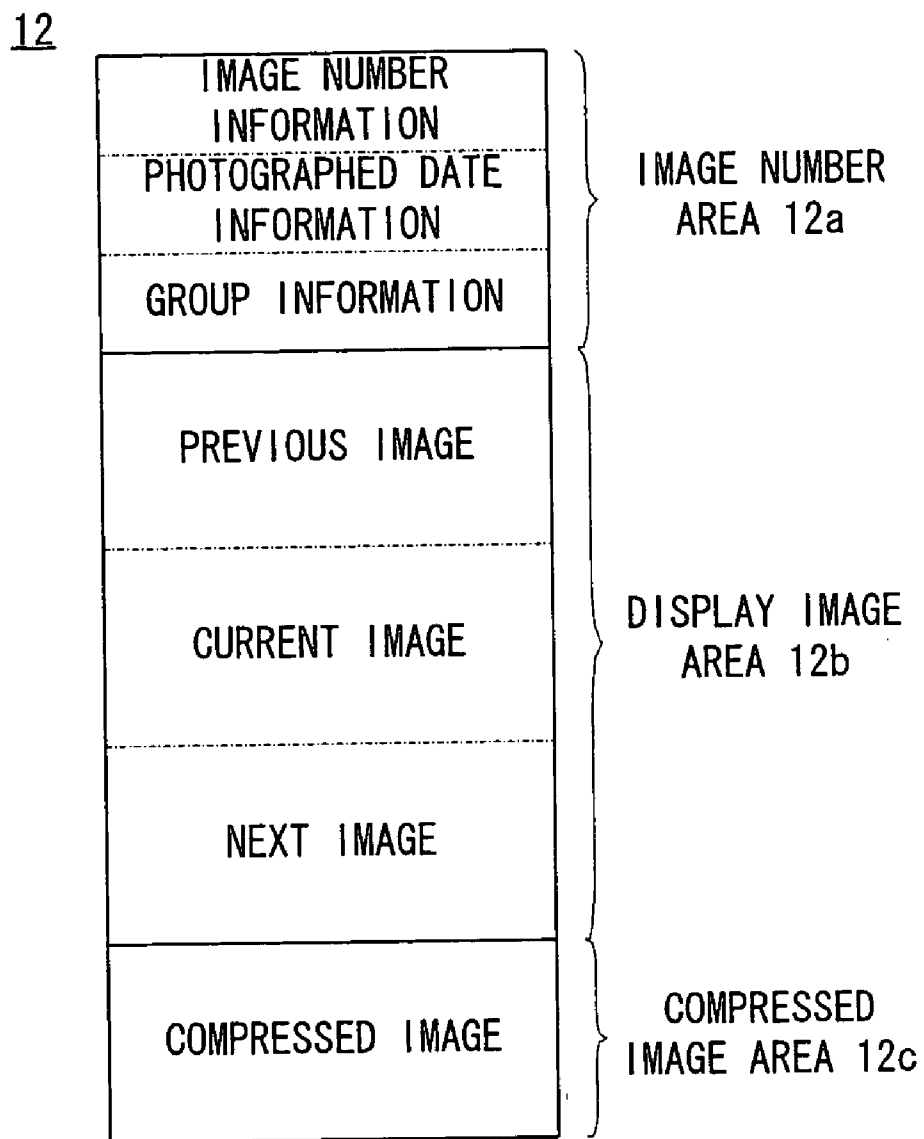 12
IMAGE NUMBER
INFORMATION
PHOTOGRAPHED DATE
INFORMATION
GROUP INFORMATION
IMAGE NUMBER
AREA 12a
PREVIOUS IMAGE
CURRENT IMAGE
NEXT IMAGE
DISPLAY IMAGE
AREA 12b
COMPRESSED IMAGE
COMPRESSED
IMAGE AREA 12c